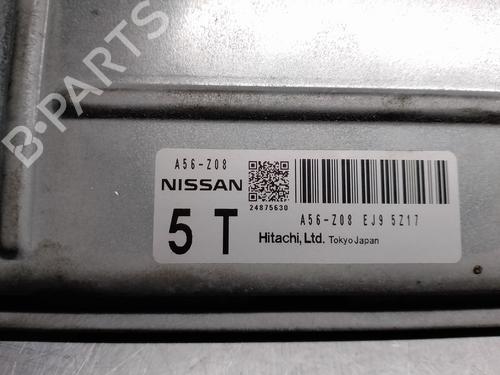 B-PARTS
A56-Z08
NISSAN
24875630
A56-Z08 EJ9 5Z17
5 T
Hitachi, Ltd. Tokyo Japan